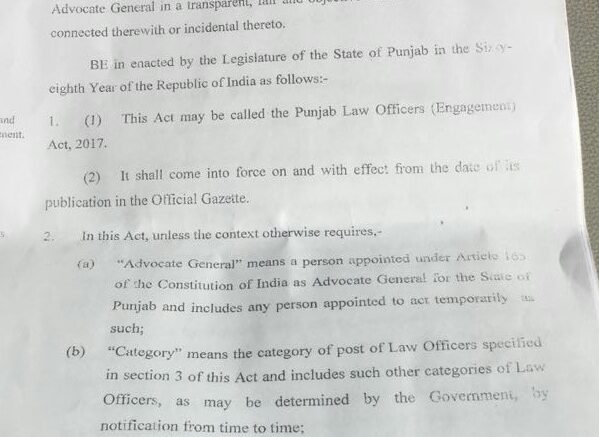 Advocate General in a transparent, fair and
connected therewith or incidental thereto.
BE in enacted by the Legislature of the State of Punjab in the Sixty-
eighth Year of the Republic of India as follows:-
and
1. (1) This Act may be called the Punjab Law Officers (Engagement)
ment.
Act, 2017.
(2) It shall come into force on and with effect from the date of its
publication in the Official Gazette.
s
2. In this Act, unless the context otherwise requires,-
(a) "Advocate General" means a person appointed under Article 165
of the Constitution of India as Advocate General for the State of
Punjab and includes any person appointed to act temporarily as
such;
(b) "Category" means the category of post of Law Officers specified
in section 3 of this Act and includes such other categories of Law
Officers, as may be determined by the Government, by
notification from time to time;